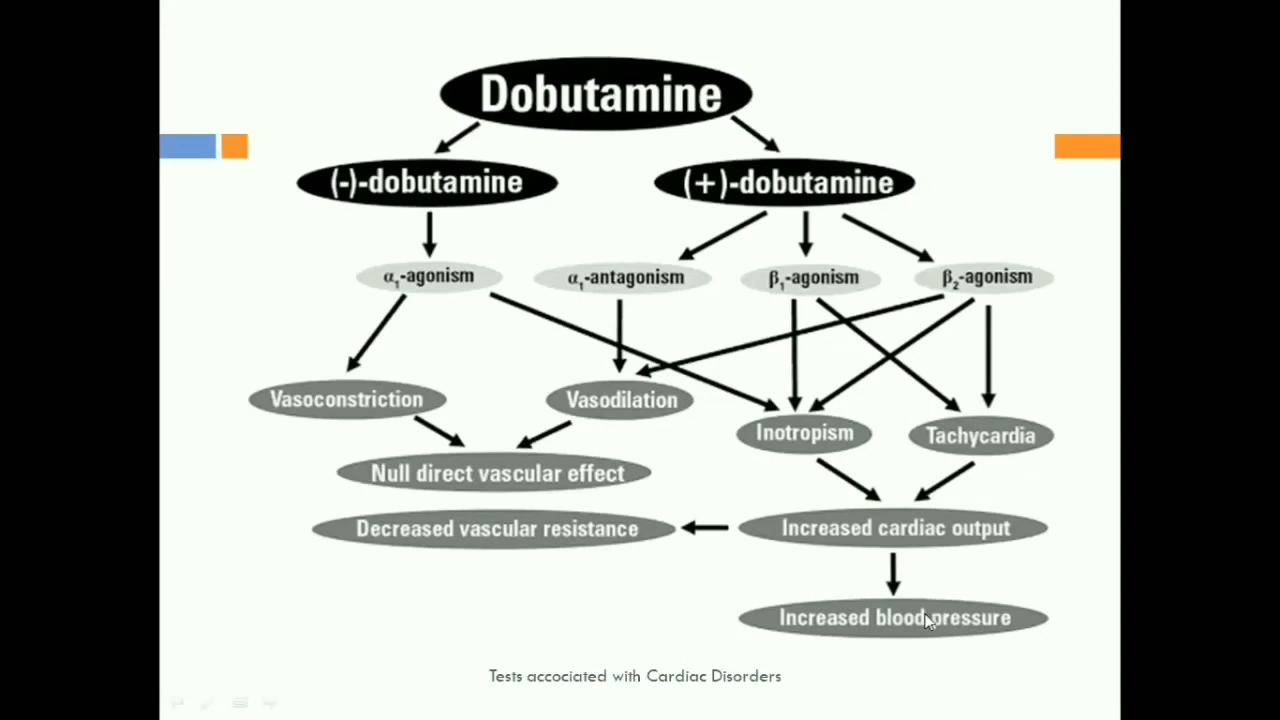 Dobutamine
(-)-dobutamine
(+)-dobutamine
α₁-agonism
α₁-antagonism
β₁-agonism
β₂-agonism
Vasoconstriction
Vasodilation
Inotropism
Tachycardia
Null direct vascular effect
Decreased vascular resistance
Increased cardiac output
Increased blood pressure
Tests accociated with Cardiac Disorders